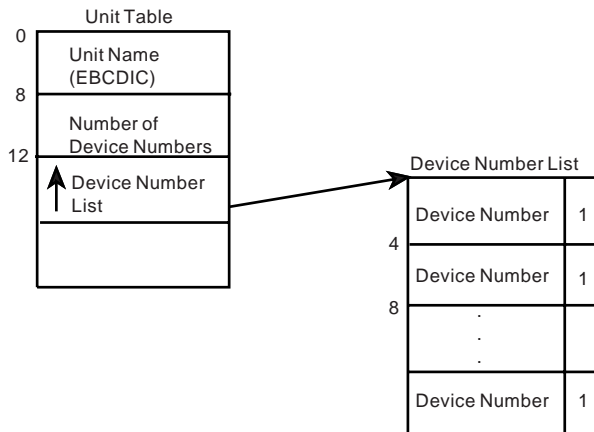 Unit Table
0
Unit Name
(EBCDIC)
8
Number of
Device Numbers
12
Device Number
List
Device Number List
Device Number 1
4
Device Number 1
8
.
.
.
Device Number 1